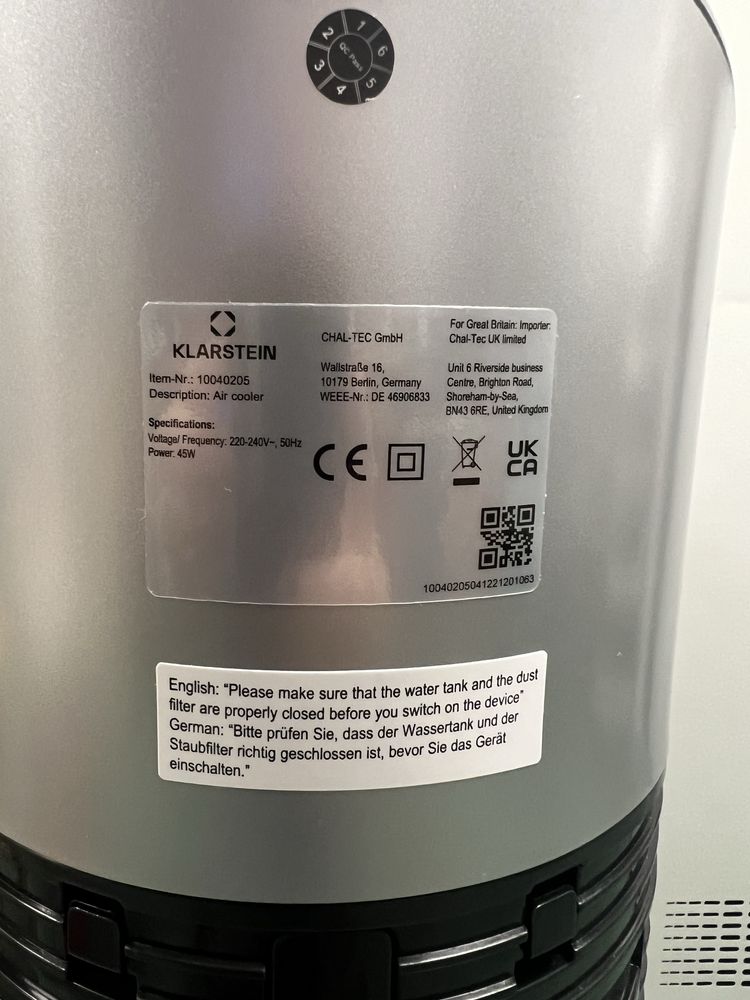 1
2
6
QC Pass
3
5
4
KLARSTEIN
Item-Nr.: 10040205
Description: Air cooler
Specifications:
Voltage/ Frequency: 220-240V~, 50Hz
Power: 45W
CHAL-TEC GmbH
Wallstraße 16,
10179 Berlin, Germany
WEEE-Nr.: DE 46906833
For Great Britain: Importer:
Chal-Tec UK limited
Unit 6 Riverside business
Centre, Brighton Road,
Shoreham-by-Sea,
BN43 6RE, United Kingdom
CE
UK
CA
10040205041221201063
English: “Please make sure that the water tank and the dust
filter are properly closed before you switch on the device”
German: “Bitte prüfen Sie, dass der Wassertank und der
Staubfilter richtig geschlossen ist, bevor Sie das Gerät
einschalten.”